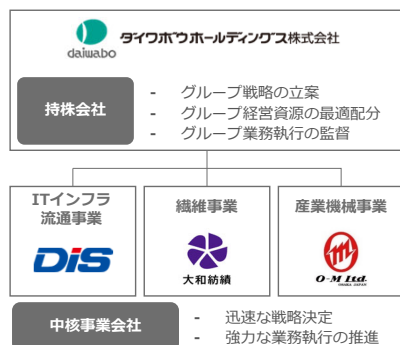 daiwabo
ダイワボウホールディングス株式会社
持株会社
- グループ戦略の立案
- グループ経営資源の最適配分
- グループ業務執行の監督
ITインフラ
流通事業
DiS
繊維事業
大和紡績
産業機械事業
O-M Ltd.
OSAKA JAPAN
中核事業会社
- 迅速な戦略決定
- 強力な業務執行の推進